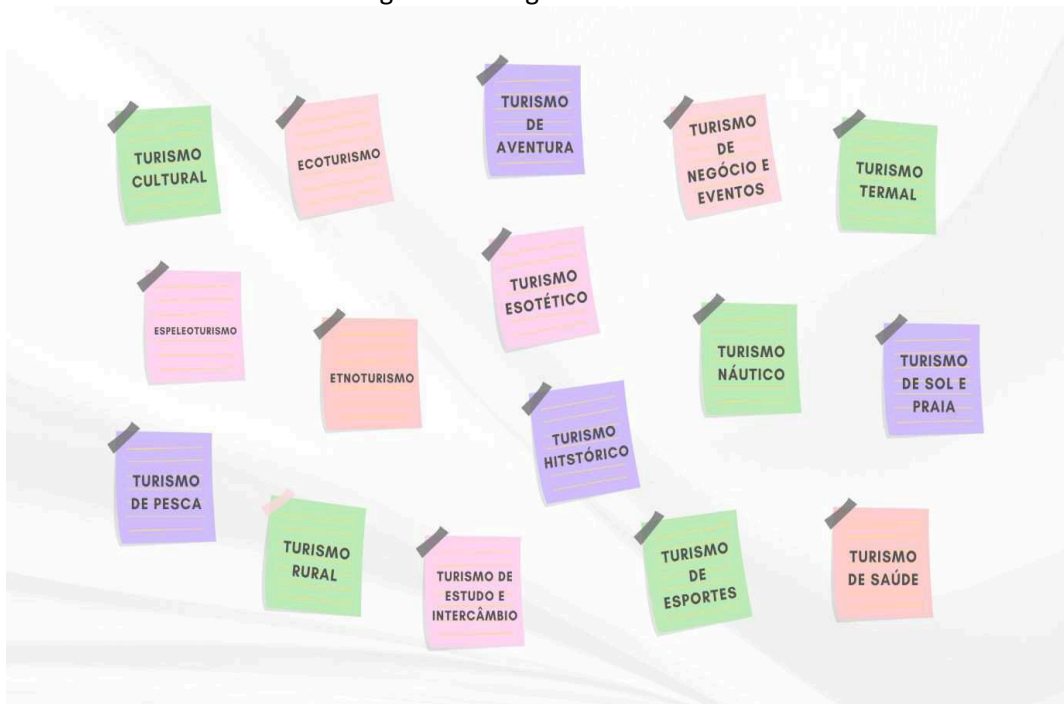 TURISMO
CULTURAL
ECOTURISMO
TURISMO
DE
AVENTURA
TURISMO
DE
NEGÓCIO E
EVENTOS
TURISMO
TERMAL
ESPELEOTURISMO
ETNOTURISMO
TURISMO
ESOTÉTICO
TURISMO
NÁUTICO
TURISMO
DE SOL E
PRAIA
TURISMO
DE PESCA
TURISMO
HITSTÓRICO
TURISMO
RURAL
TURISMO DE
ESTUDO E
INTERCÂMBIO
TURISMO
DE
ESPORTES
TURISMO
DE SAÚDE